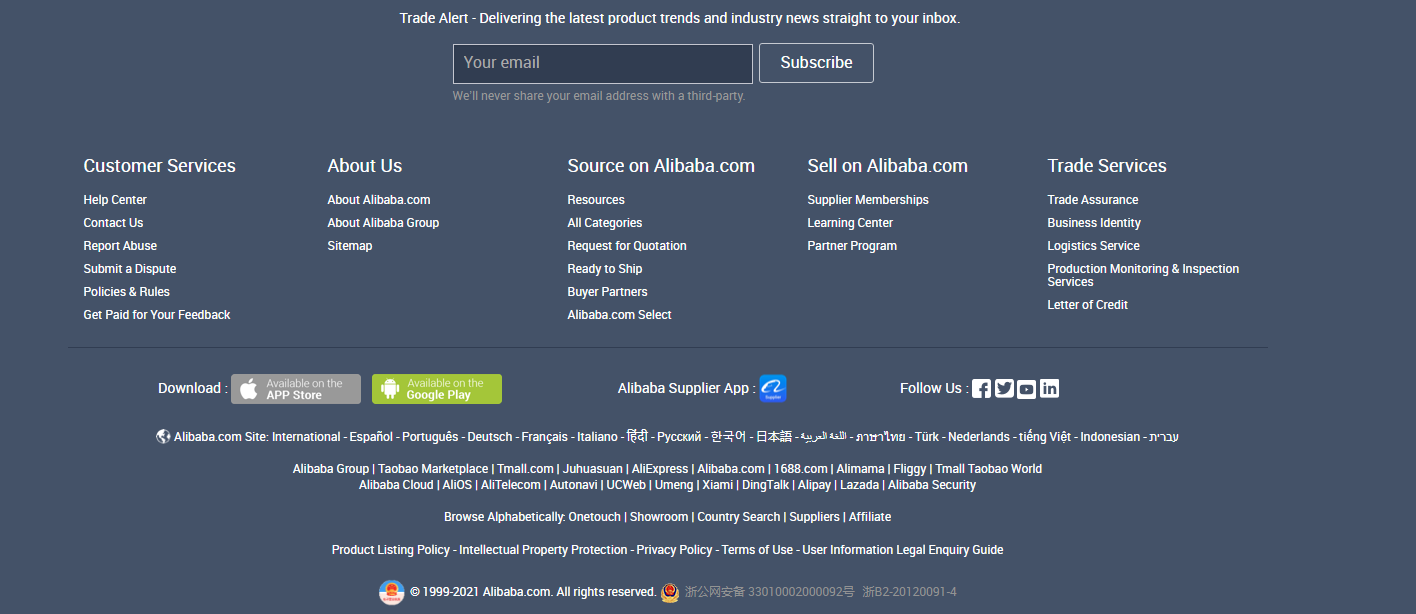 Trade Alert - Delivering the latest product trends and industry news straight to your inbox.
Your email
Subscribe
We'll never share your email address with a third-party.
Customer Services
Help Center
Contact Us
Report Abuse
Submit a Dispute
Policies & Rules
Get Paid for Your Feedback
About Us
About Alibaba.com
About Alibaba Group
Sitemap
Source on Alibaba.com
Resources
All Categories
Request for Quotation
Ready to Ship
Buyer Partners
Alibaba.com Select
Sell on Alibaba.com
Supplier Memberships
Learning Center
Partner Program
Trade Services
Trade Assurance
Business Identity
Logistics Service
Production Monitoring & Inspection
Services
Letter of Credit
Download :
Available on the
APP Store
Available on the
Google Play
Alibaba Supplier App :
Supplier
Follow Us :
Alibaba.com Site: International - Español - Português - Deutsch - Français - Italiano - हिंदी - Pусский - 한국어 - 日本語 - اللغة العربية - ภาษาไทย - Türk - Nederlands - tiếng Việt - Indonesian - עברית
Alibaba Group | Taobao Marketplace | Tmall.com | Juhuasuan | AliExpress | Alibaba.com | 1688.com | Alimama | Fliggy | Tmall Taobao World
Alibaba Cloud | AliOS | AliTelecom | Autonavi | UCWeb | Umeng | Xiami | DingTalk | Alipay | Lazada | Alibaba Security
Browse Alphabetically: Onetouch | Showroom | Country Search | Suppliers | Affiliate
Product Listing Policy - Intellectual Property Protection - Privacy Policy - Terms of Use - User Information Legal Enquiry Guide
© 1999-2021 Alibaba.com. All rights reserved. 浙公网安备 33010002000092号 浙B2-20120091-4